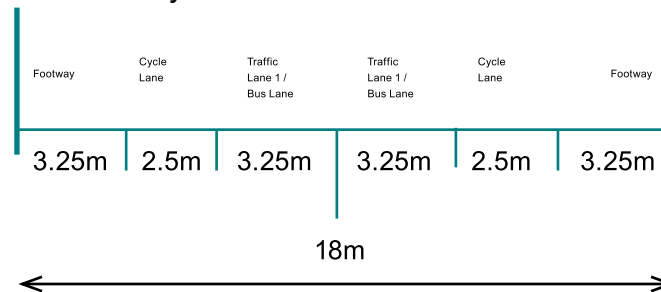 Footway
Cycle
Lane
Traffic
Lane 1 /
Bus Lane
Traffic
Lane 1 /
Bus Lane
Cycle
Lane
Footway
3.25m 2.5m 3.25m 3.25m 2.5m 3.25m
18m